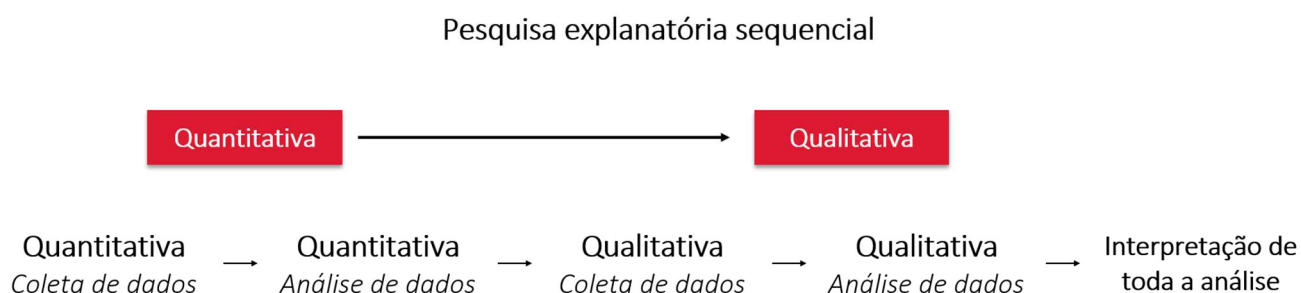 Pesquisa explanatória sequencial
Quantitativa
Qualitativa
Quantitativa
Coleta de dados
Quantitativa
Análise de dados
Qualitativa
Coleta de dados
Qualitativa
Análise de dados
Interpretação de
toda a análise